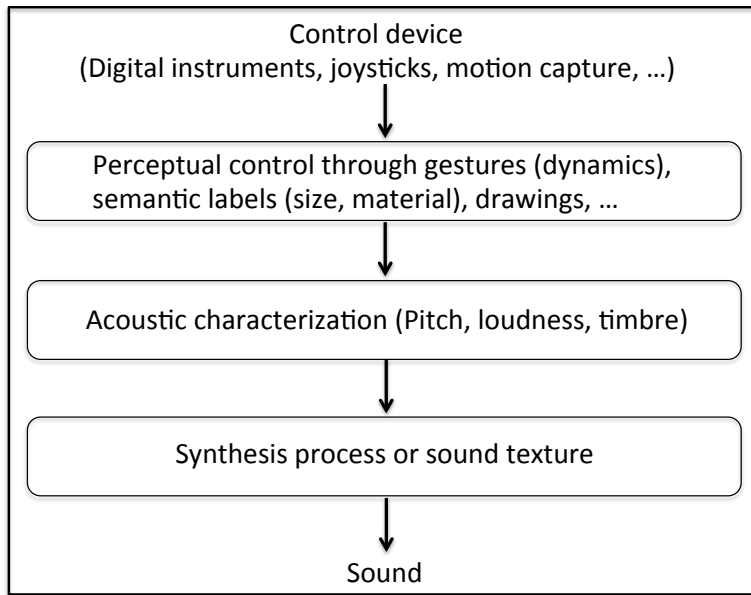 Control device
(Digital instruments, joysticks, motion capture, …)
Perceptual control through gestures (dynamics),
semantic labels (size, material), drawings, …
Acoustic characterization (Pitch, loudness, timbre)
Synthesis process or sound texture
Sound